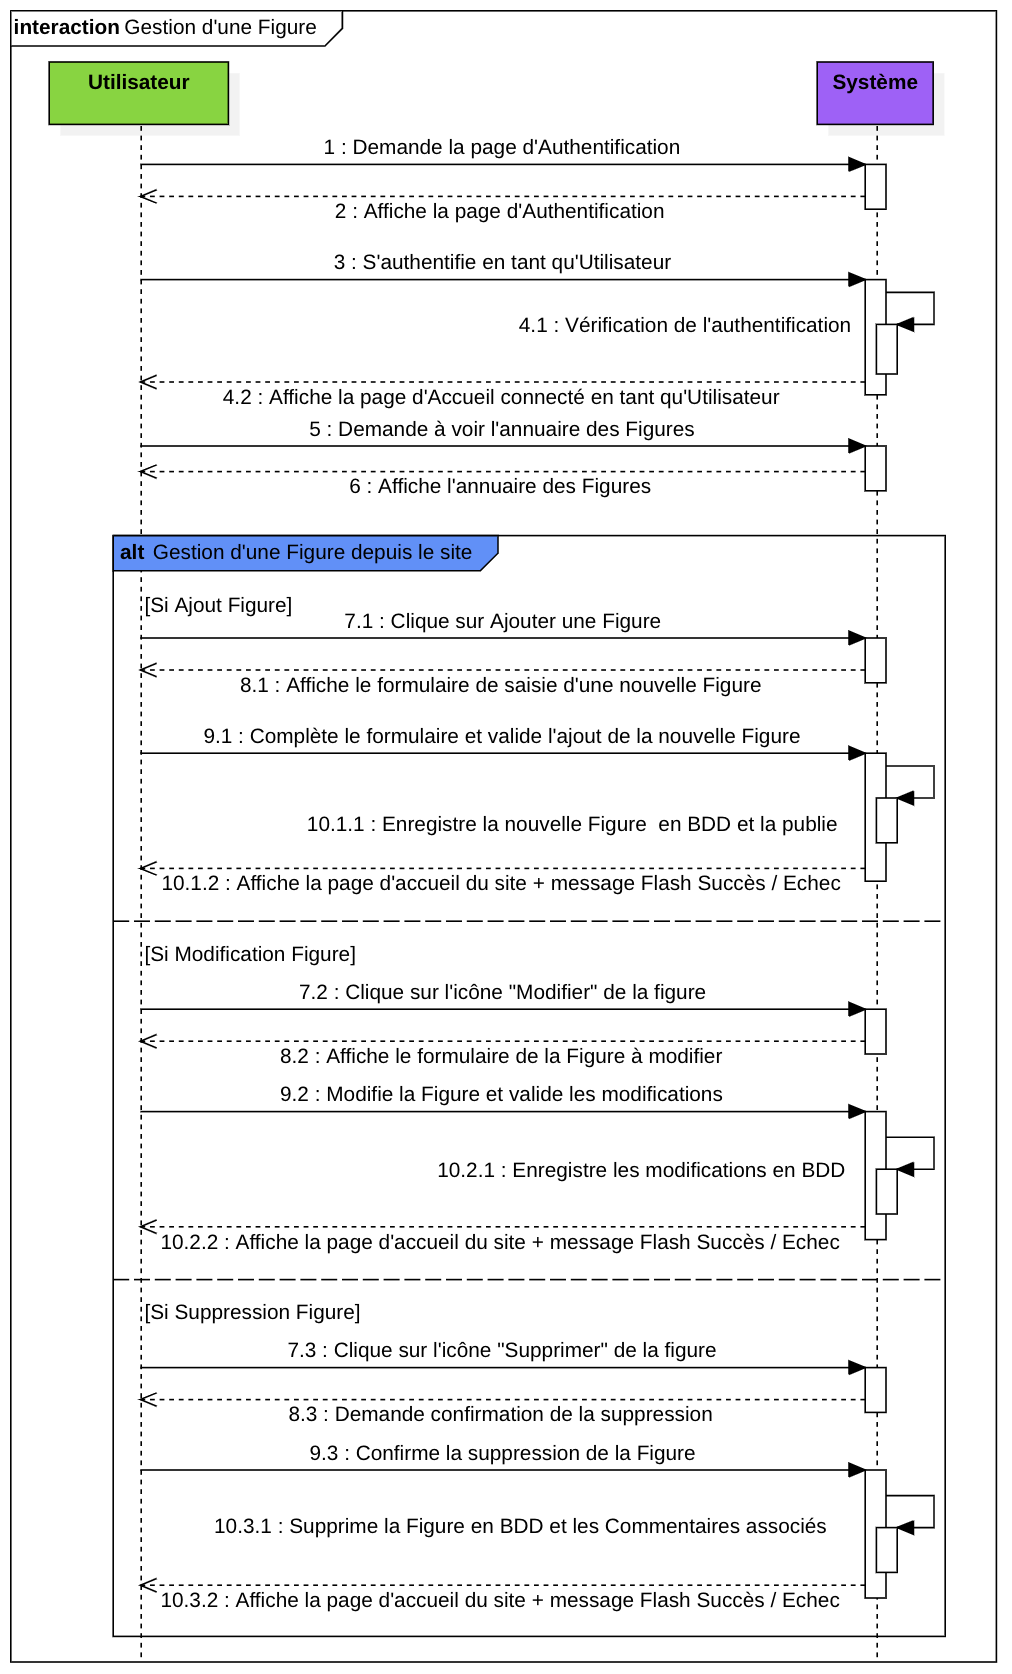 interaction Gestion d'une Figure
Utilisateur
Système
1 : Demande la page d'Authentification
2 : Affiche la page d'Authentification
3 : S'authentifie en tant qu'Utilisateur
4.1 : Vérification de l'authentification
4.2 : Affiche la page d'Accueil connecté en tant qu'Utilisateur
5 : Demande à voir l'annuaire des Figures
6 : Affiche l'annuaire des Figures
alt Gestion d'une Figure depuis le site
[Si Ajout Figure]
7.1 : Clique sur Ajouter une Figure
8.1 : Affiche le formulaire de saisie d'une nouvelle Figure
9.1 : Complète le formulaire et valide l'ajout de la nouvelle Figure
10.1.1 : Enregistre la nouvelle Figure  en BDD et la publie
10.1.2 : Affiche la page d'accueil du site + message Flash Succès / Echec
[Si Modification Figure]
7.2 : Clique sur l'icône "Modifier" de la figure
8.2 : Affiche le formulaire de la Figure à modifier
9.2 : Modifie la Figure et valide les modifications
10.2.1 : Enregistre les modifications en BDD
10.2.2 : Affiche la page d'accueil du site + message Flash Succès / Echec
[Si Suppression Figure]
7.3 : Clique sur l'icône "Supprimer" de la figure
8.3 : Demande confirmation de la suppression
9.3 : Confirme la suppression de la Figure
10.3.1 : Supprime la Figure en BDD et les Commentaires associés
10.3.2 : Affiche la page d'accueil du site + message Flash Succès / Echec